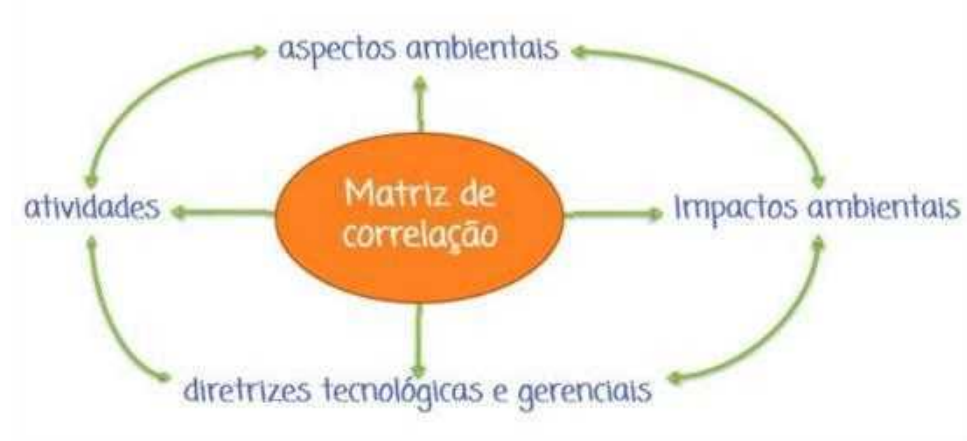 aspectos ambientais
atividades
Matriz de
correlação
Impactos ambientais
diretrizes tecnológicas e gerenciais